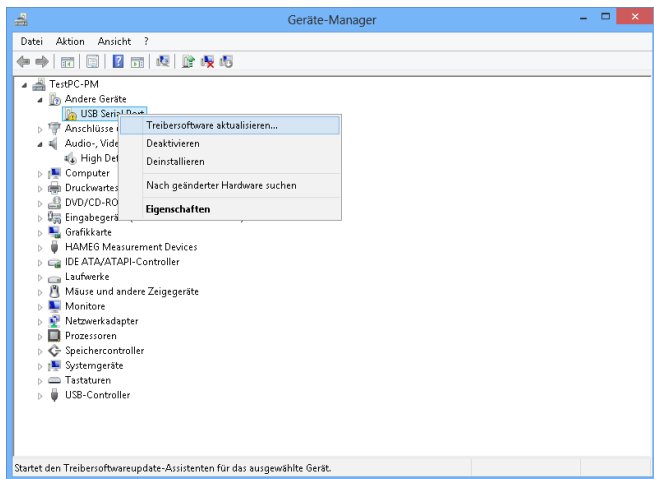 Geräte-Manager
Datei Aktion Ansicht ?
TestPC-PM
Andere Geräte
USB Serial Port
Treibersoftware aktualisieren...
Anschlüsse
Deaktivieren
Audio-, Vide
High Def
Deinstallieren
Computer
Druckwartes
Nach geänderter Hardware suchen
DVD/CD-RO
Eigenschaften
Eingabegerä
Grafikkarte
HAMEG Measurement Devices
IDE ATA/ATAPI-Controller
Laufwerke
Mäuse und andere Zeigegeräte
Monitore
Netzwerkadapter
Prozessoren
Speichercontroller
Systemgeräte
Tastaturen
USB-Controller
Startet den Treibersoftwareupdate-Assistenten für das ausgewählte Gerät.